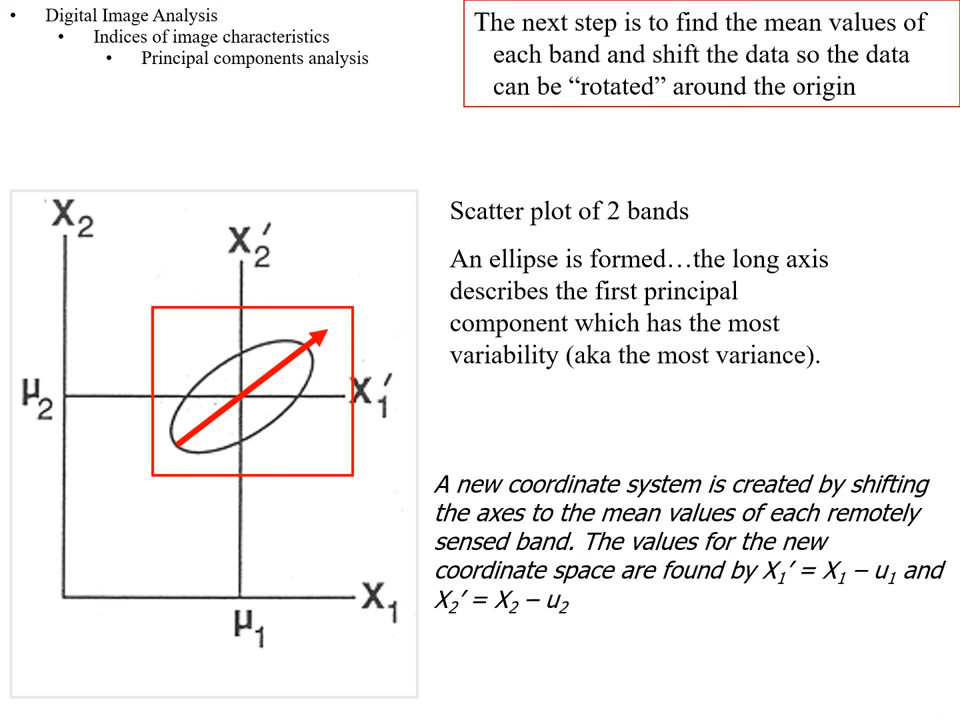 • Digital Image Analysis
• Indices of image characteristics
• Principal components analysis
The next step is to find the mean values of
each band and shift the data so the data
can be “rotated” around the origin
X2
X2′
μ2
X1′
X1
μ1
Scatter plot of 2 bands
An ellipse is formed…the long axis
describes the first principal
component which has the most
variability (aka the most variance).
A new coordinate system is created by shifting
the axes to the mean values of each remotely
sensed band. The values for the new
coordinate space are found by X1′ = X1 – u1 and
X2′ = X2 – u2